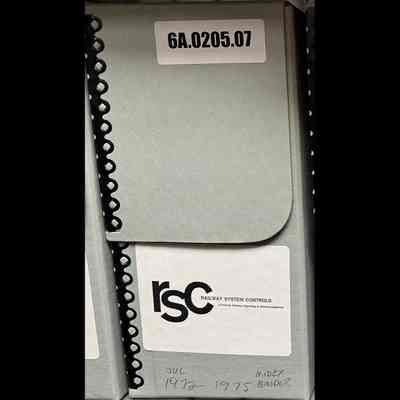 6A.0205.07
rsc
RAILWAY SYSTEM CONTROLS
JUL INDEX
1972 1975 BINDER